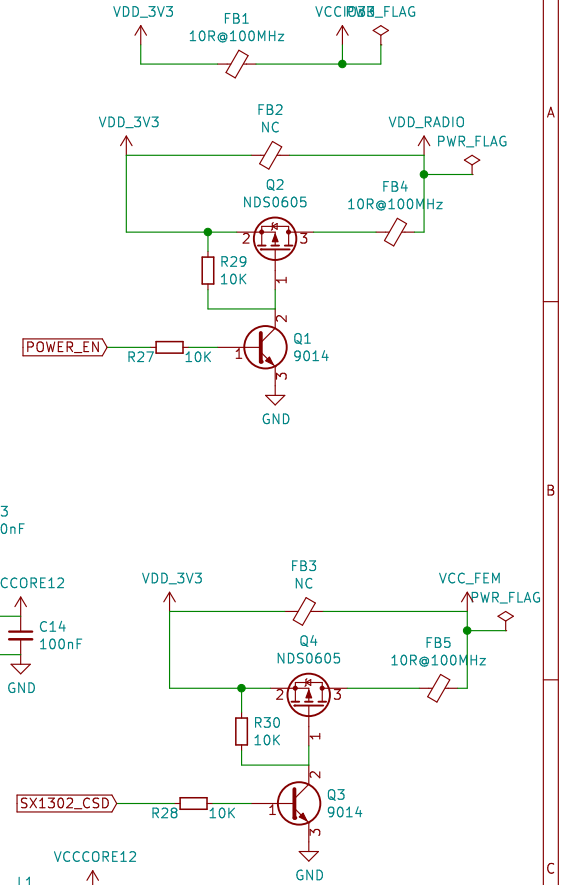 VDD_3V3
PWR_FLAG
FB1
10R@100MHz
A
FB2
NC
VDD_3V3
VDD_RADIO
PWR_FLAG
Q2
NDS0605
FB4
10R@100MHz
2
3
R29
10K
1
2
POWER_EN
R27
10K
1
Q1
9014
3
GND
B
3
0nF
CCORE12
C14
100nF
GND
FB3
NC
VDD_3V3
VCC_FEM
PWR_FLAG
Q4
NDS0605
FB5
10R@100MHz
2
3
R30
10K
1
2
SX1302_CSD
R28
10K
1
Q3
9014
3
GND
VCCCORE12
L1
C